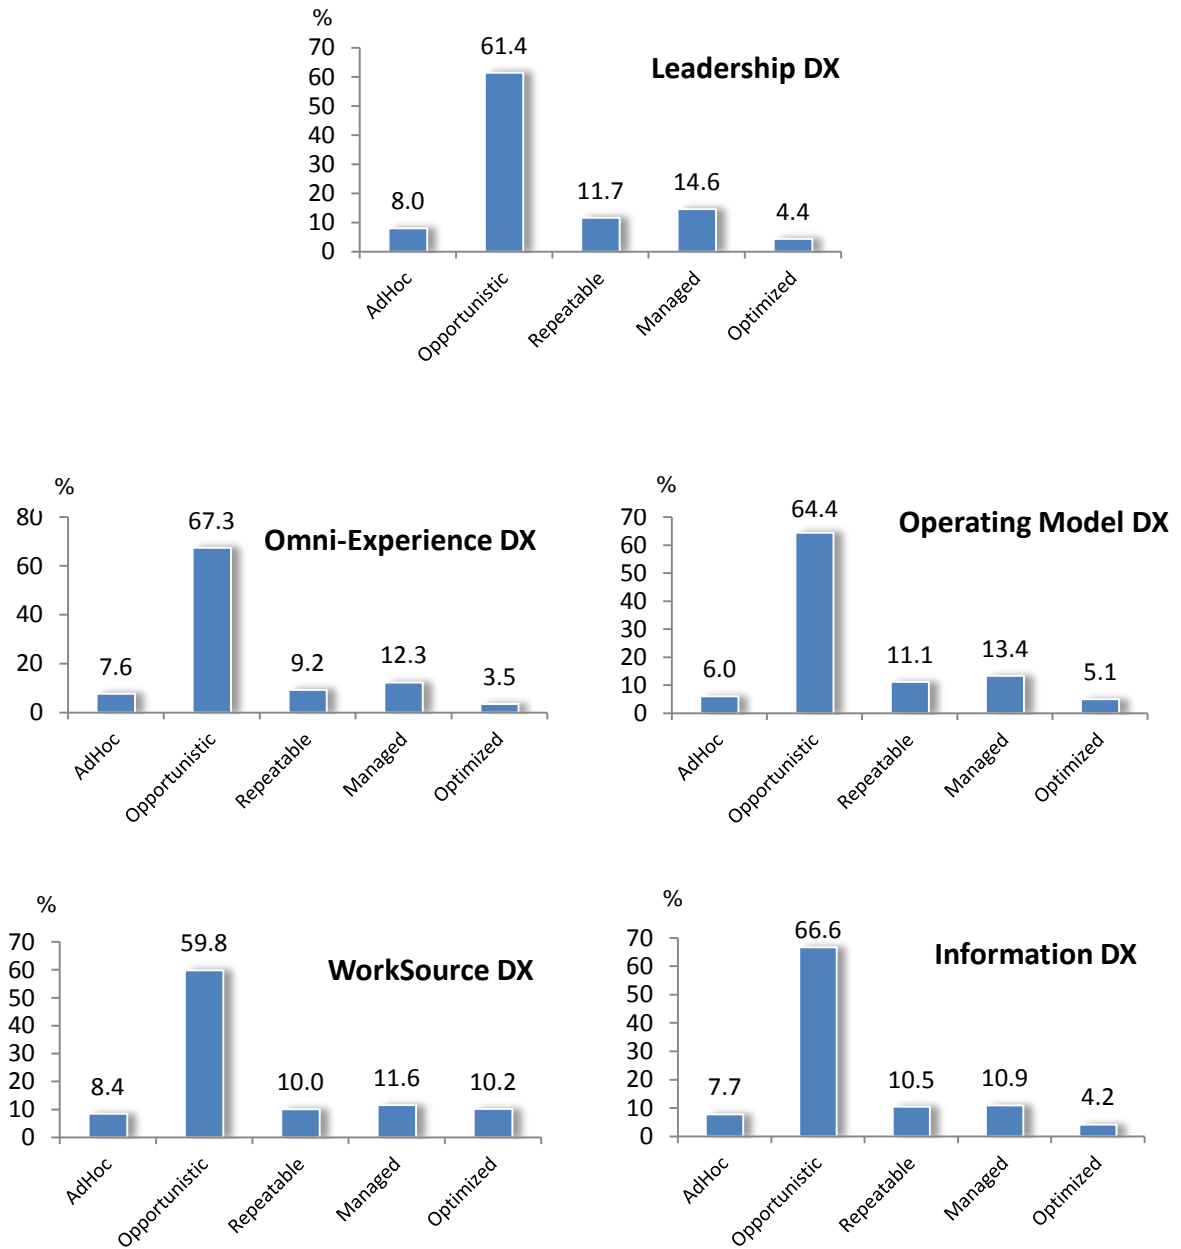 %
Leadership DX
70
60
50
40
30
20
10
0
8.0
61.4
11.7
14.6
4.4
AdHoc
Opportunistic
Repeatable
Managed
Optimized
%
Omni-Experience DX
80
60
40
20
0
7.6
67.3
9.2
12.3
3.5
AdHoc
Opportunistic
Repeatable
Managed
Optimized
%
Operating Model DX
70
60
50
40
30
20
10
0
6.0
64.4
11.1
13.4
5.1
AdHoc
Opportunistic
Repeatable
Managed
Optimized
%
WorkSource DX
70
60
50
40
30
20
10
0
8.4
59.8
10.0
11.6
10.2
AdHoc
Opportunistic
Repeatable
Managed
Optimized
%
Information DX
70
60
50
40
30
20
10
0
7.7
66.6
10.5
10.9
4.2
AdHoc
Opportunistic
Repeatable
Managed
Optimized